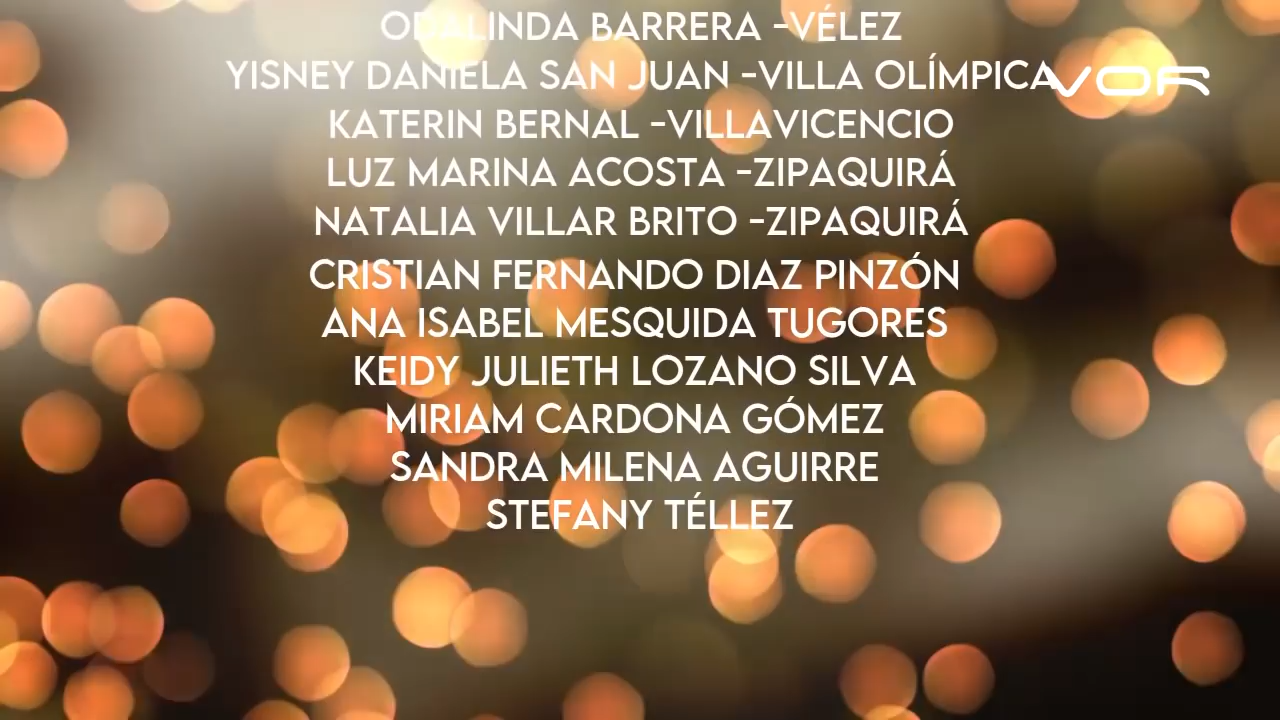 ODALINDA BARRERA -VÉLEZ
YISNEY DANIELA SAN JUAN -VILLA OLÍMPICA
VOR
KATERIN BERNAL -VILLAVICENCIO
LUZ MARINA ACOSTA -ZIPAQUIRÁ
NATALIA VILLAR BRITO -ZIPAQUIRÁ
CRISTIAN FERNANDO DIAZ PINZÓN
ANA ISABEL MESQUIDA TUGORES
KEIDY JULIETH LOZANO SILVA
MIRIAM CARDONA GÓMEZ
SANDRA MILENA AGUIRRE
STEFANY TÉLLEZ